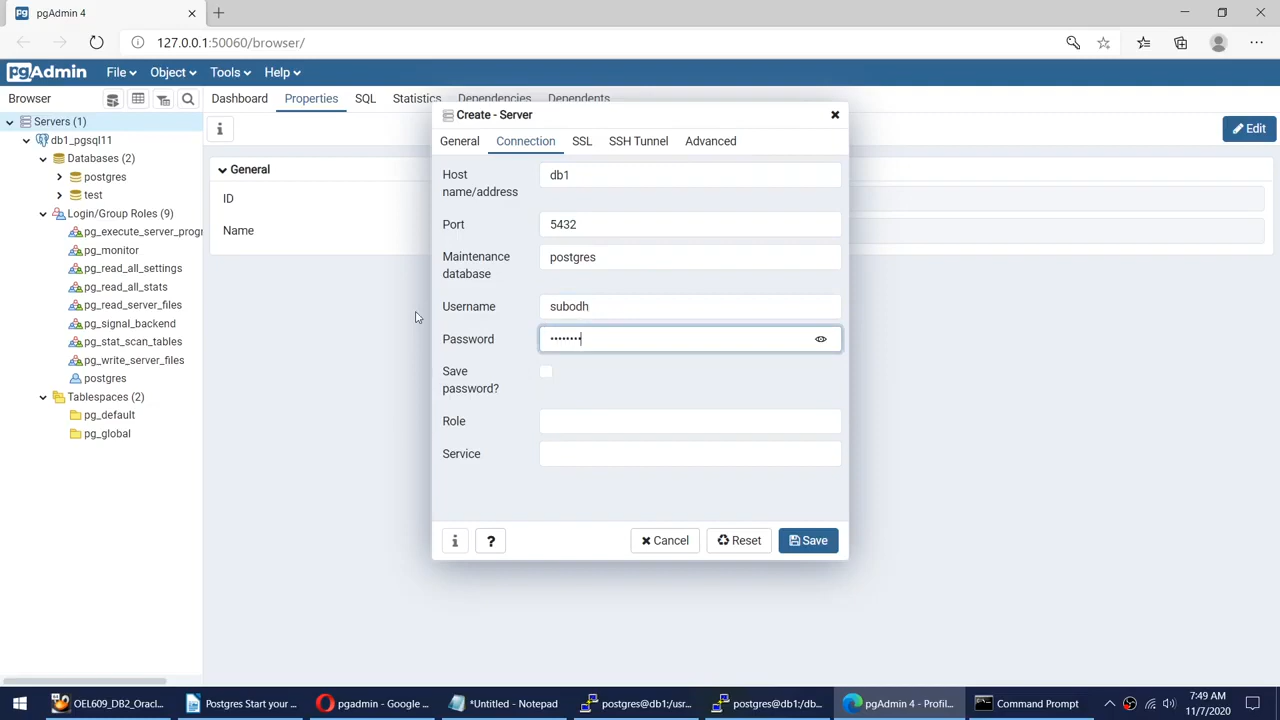 pgAdmin 4
127.0.0.1:50060/browser/
pgAdmin
File
Object
Tools
Help
Browser
Dashboard
Properties
SQL
Statistics
Dependencies
Dependents
Servers (1)
db1_pgsql11
Databases (2)
postgres
test
Login/Group Roles (9)
pg_execute_server_progr
pg_monitor
pg_read_all_settings
pg_read_all_stats
pg_read_server_files
pg_signal_backend
pg_stat_scan_tables
pg_write_server_files
postgres
Tablespaces (2)
pg_default
pg_global
Edit
General
ID
Name
Create - Server
General
Connection
SSL
SSH Tunnel
Advanced
Host
name/address
db1
Port
5432
Maintenance
database
postgres
Username
subodh
Password
••••••••
Save
password?
Role
Service
i
?
Cancel
Reset
Save
OEL609_DB2_Oracl...
Postgres Start your ...
pgadmin - Google ...
*Untitled - Notepad
postgres@db1:/usr...
postgres@db1:/db...
pgAdmin 4 - Profil...
Command Prompt
7:49 AM
11/7/2020